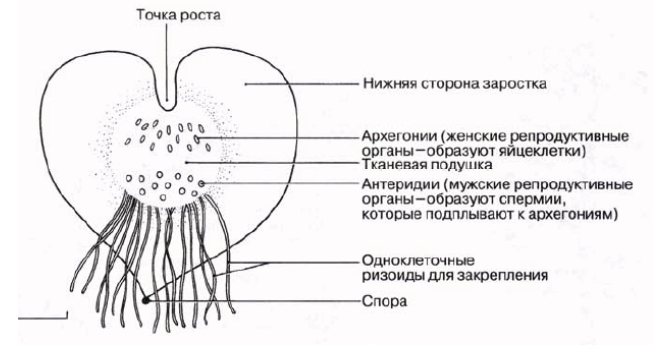 Точка роста
Нижняя сторона заростка
Архегонии (женские репродуктивные
органы—образуют яйцеклетки)
Тканевая подушка
Антеридии (мужские репродуктивные
органы—образуют спермии,
которые подплывают к архегониям)
Одноклеточные
ризоиды для закрепления
Спора